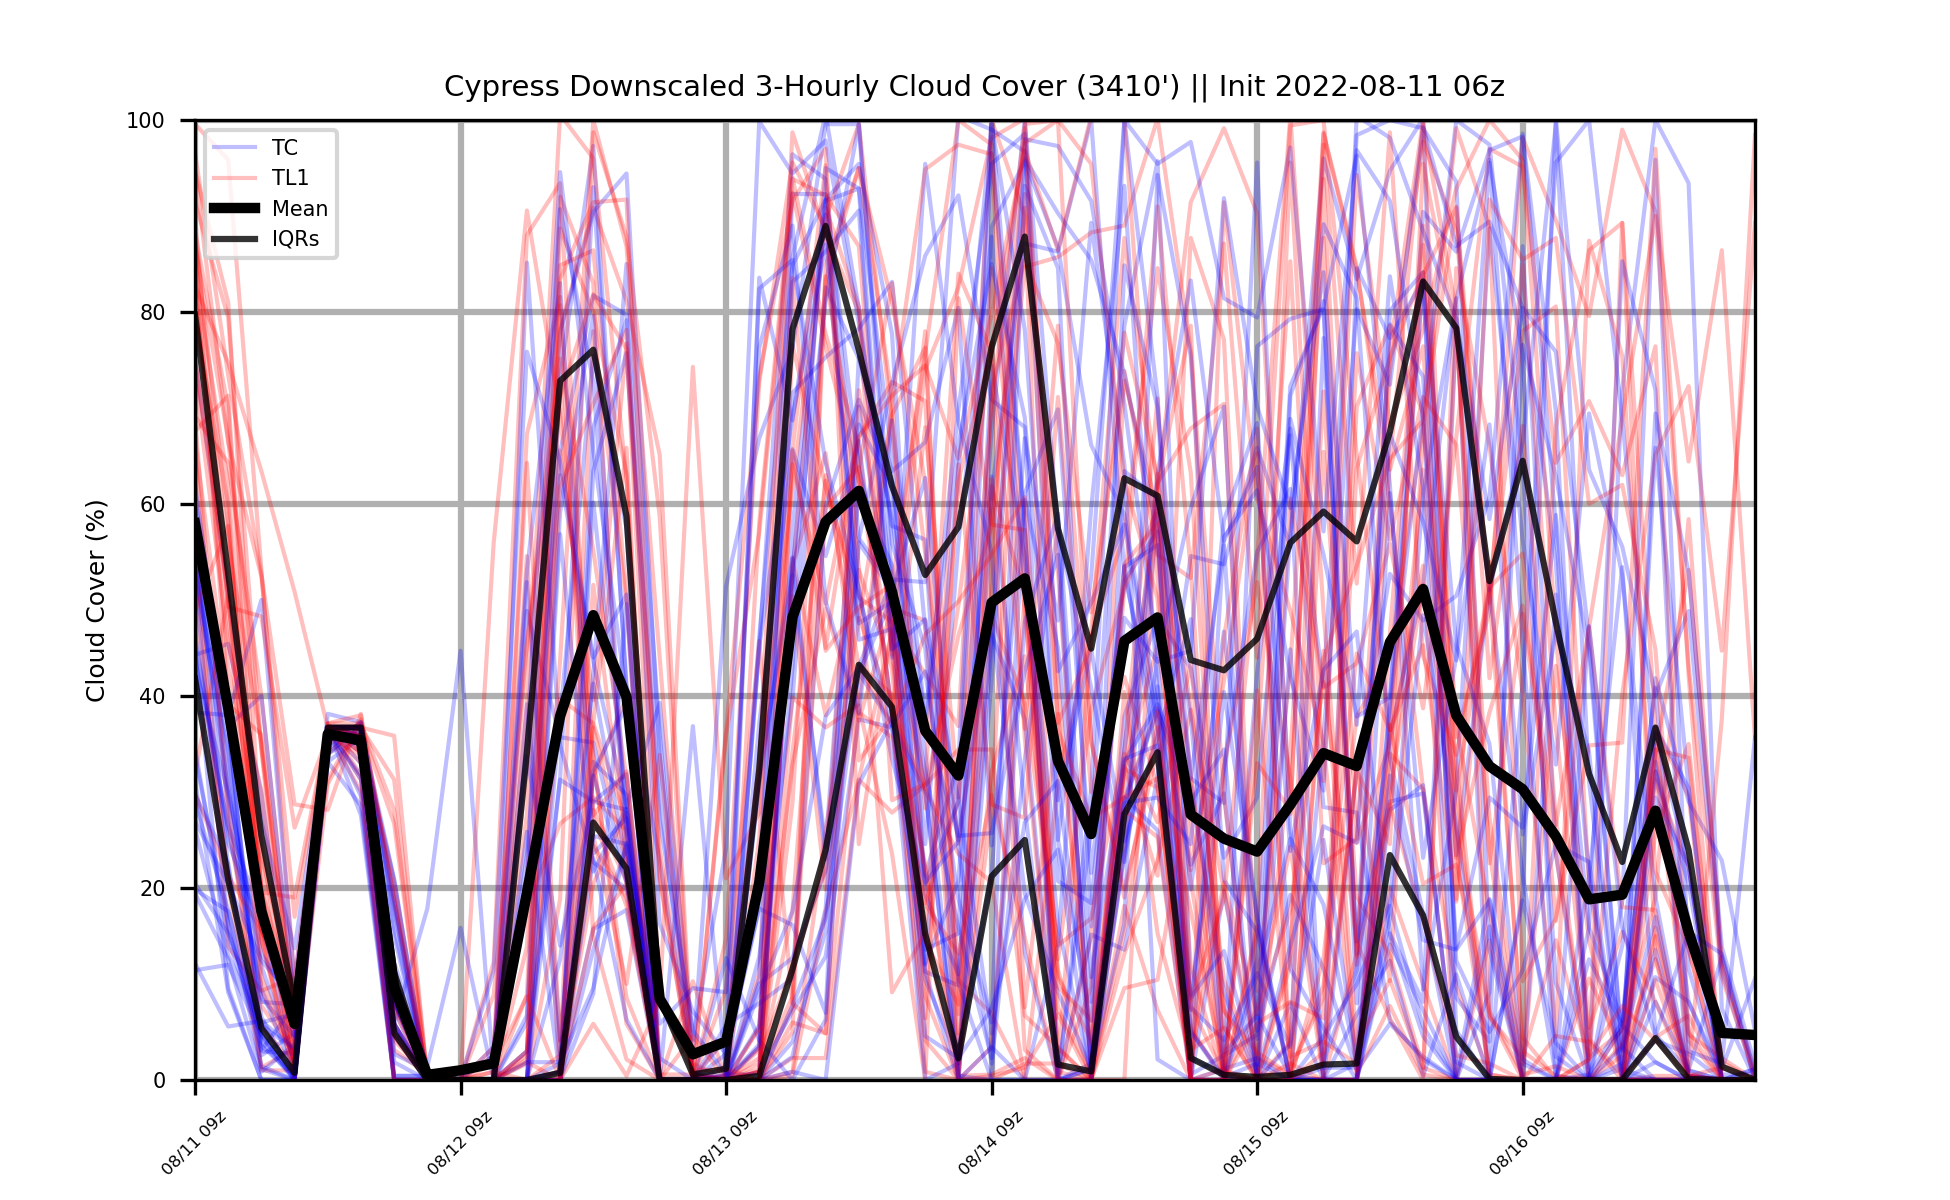 Cypress Downscaled 3-Hourly Cloud Cover (3410') || Init 2022-08-11 06z
TC
TL1
Mean
IQRs
Cloud Cover (%)
100
80
60
40
20
0
08/11 09z
08/12 09z
08/13 09z
08/14 09z
08/15 09z
08/16 09z